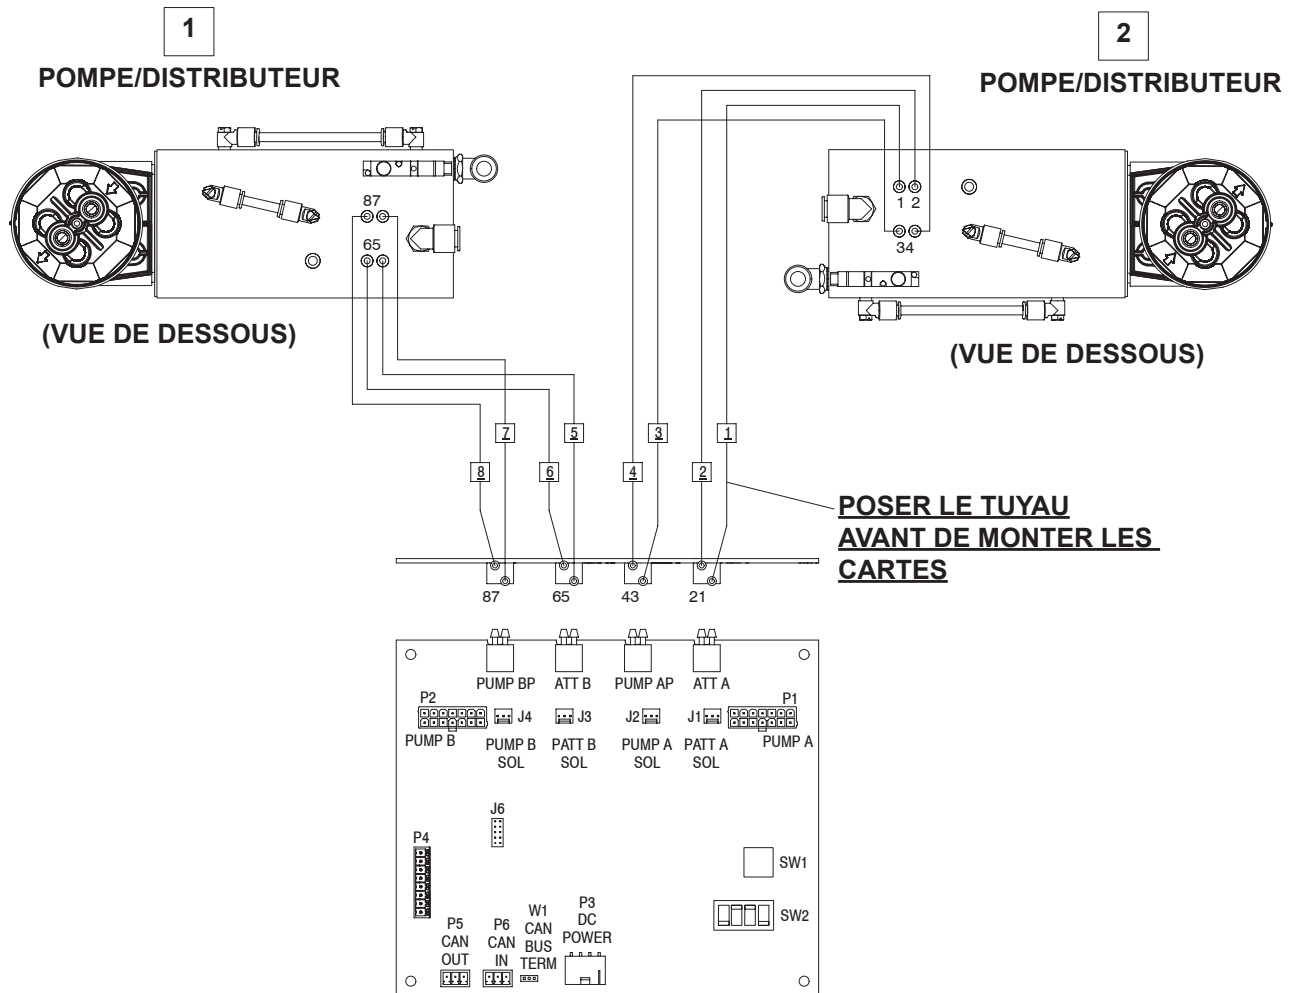 1
POMPE/DISTRIBUTEUR
2
POMPE/DISTRIBUTEUR
87
65
1 2
34
(VUE DE DESSOUS)
(VUE DE DESSOUS)
7
5
3
1
8
6
4
2
POSER LE TUYAU
AVANT DE MONTER LES
CARTES
87
65
43
21
PUMP BP
ATT B
PUMP AP
ATT A
P2
J4
J3
J2
J1
P1
PUMP B
PUMP B
SOL
PATT B
SOL
PUMP A
SOL
PATT A
SOL
PUMP A
J6
P4
SW1
SW2
P5
CAN
OUT
P6
CAN
IN
W1
CAN
BUS
TERM
P3
DC
POWER